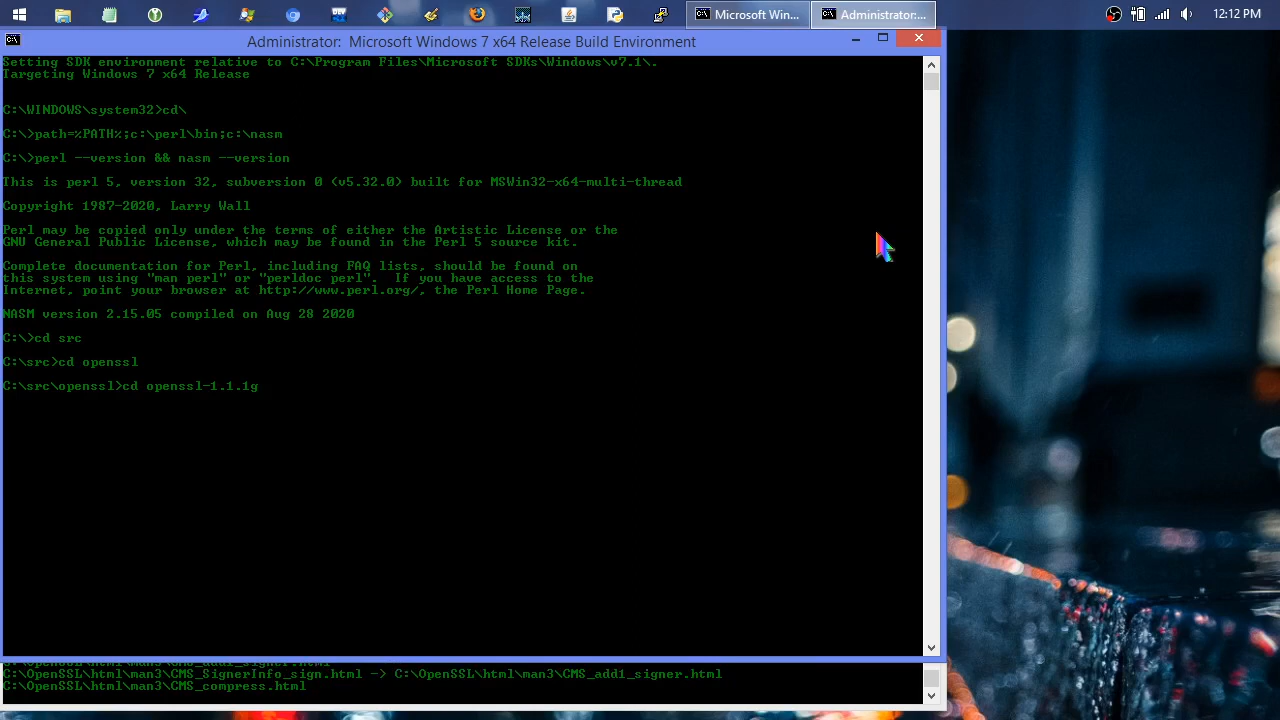 Microsoft Win...
Administrator:...
12:12 PM
Administrator:  Microsoft Windows 7 x64 Release Build Environment
Setting SDK environment relative to C:\Program Files\Microsoft SDKs\Windows\v7.1\.
Targeting Windows 7 x64 Release
C:\WINDOWS\system32>cd\
C:\>path=%PATH%;c:\perl\bin;c:\nasm
C:\>perl --version && nasm --version
This is perl 5, version 32, subversion 0 (v5.32.0) built for MSWin32-x64-multi-thread
Copyright 1987-2020, Larry Wall
Perl may be copied only under the terms of either the Artistic License or the
GNU General Public License, which may be found in the Perl 5 source kit.
Complete documentation for Perl, including FAQ lists, should be found on
this system using "man perl" or "perldoc perl".  If you have access to the
Internet, point your browser at http://www.perl.org/, the Perl Home Page.
NASM version 2.15.05 compiled on Aug 28 2020
C:\>cd src
C:\src>cd openssl
C:\src\openssl>cd openssl-1.1.1g
C:\OpenSSL\html\man3\CMS_add1_signer.html
C:\OpenSSL\html\man3\CMS_SignerInfo_sign.html -> C:\OpenSSL\html\man3\CMS_add1_signer.html
C:\OpenSSL\html\man3\CMS_compress.html